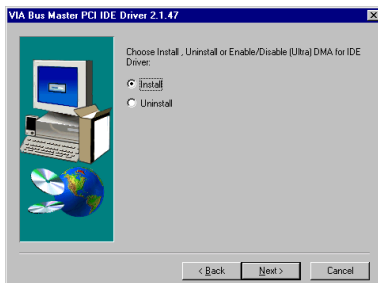 VIA Bus Master PCI IDE Driver 2.1.47
Choose Install , Uninstall or Enable/Disable (Ultra) DMA for IDE
Driver:
Install
Uninstall
< Back
Next >
Cancel